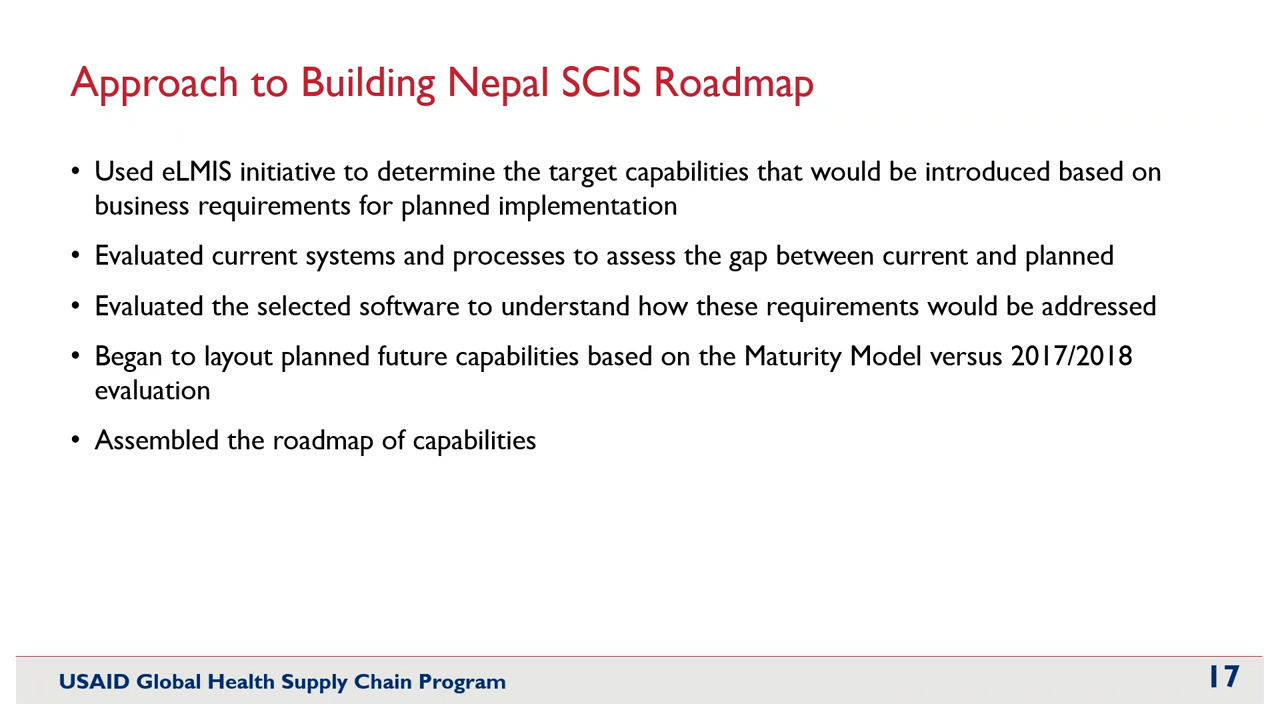 Approach to Building Nepal SCIS Roadmap
• Used eLMIS initiative to determine the target capabilities that would be introduced based on
business requirements for planned implementation
• Evaluated current systems and processes to assess the gap between current and planned
• Evaluated the selected software to understand how these requirements would be addressed
• Began to layout planned future capabilities based on the Maturity Model versus 2017/2018
evaluation
• Assembled the roadmap of capabilities
USAID Global Health Supply Chain Program
17